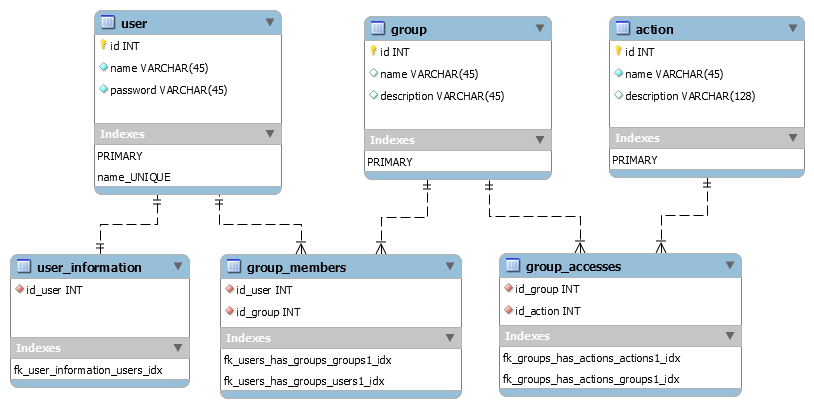 user
id INT
name VARCHAR(45)
password VARCHAR(45)
Indexes
PRIMARY
name_UNIQUE
group
id INT
name VARCHAR(45)
description VARCHAR(45)
Indexes
PRIMARY
action
id INT
name VARCHAR(45)
description VARCHAR(128)
Indexes
PRIMARY
user_information
id_user INT
Indexes
fk_user_information_users_idx
group_members
id_user INT
id_group INT
Indexes
fk_users_has_groups_groups1_idx
fk_users_has_groups_users1_idx
group_accesses
id_group INT
id_action INT
Indexes
fk_groups_has_actions_actions1_idx
fk_groups_has_actions_groups1_idx